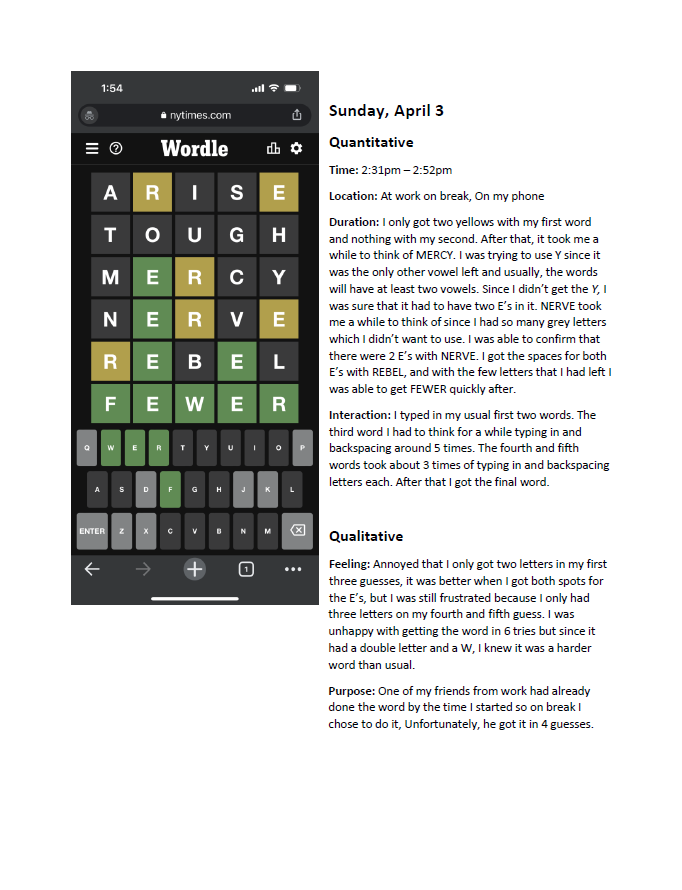 1:54
nytimes.com
Wordle
A R I S E
T O U G H
M E R C Y
N E R V E
R E B E L
F E W E R
Q W E R T Y U I O P
A S D F G H J K L
ENTER Z X C V B N M
1
Sunday, April 3
Quantitative
Time: 2:31pm – 2:52pm
Location: At work on break, On my phone
Duration: I only got two yellows with my first word
and nothing with my second. After that, it took me a
while to think of MERCY. I was trying to use Y since it
was the only other vowel left and usually, the words
will have at least two vowels. Since I didn't get the Y, I
was sure that it had to have two E's in it. NERVE took
me a while to think of since I had so many grey letters
which I didn't want to use. I was able to confirm that
there were 2 E's with NERVE. I got the spaces for both
E's with REBEL, and with the few letters that I had left I
was able to get FEWER quickly after.
Interaction: I typed in my usual first two words. The
third word I had to think for a while typing in and
backspacing around 5 times. The fourth and fifth
words took about 3 times of typing in and backspacing
letters each. After that I got the final word.
Qualitative
Feeling: Annoyed that I only got two letters in my first
three guesses, it was better when I got both spots for
the E's, but I was still frustrated because I only had
three letters on my fourth and fifth guess. I was
unhappy with getting the word in 6 tries but since it
had a double letter and a W, I knew it was a harder
word than usual.
Purpose: One of my friends from work had already
done the word by the time I started so on break I
chose to do it, Unfortunately, he got it in 4 guesses.